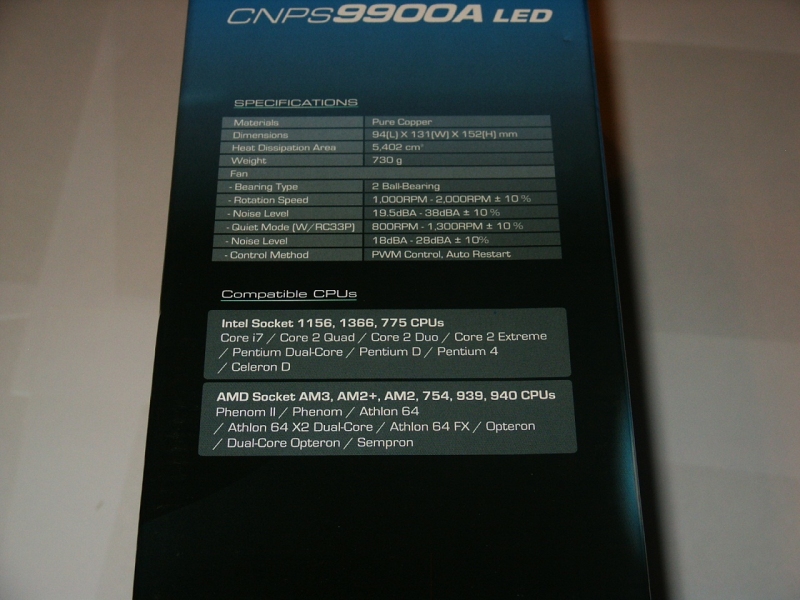 CNPS9900A LED
SPECIFICATIONS
Materials Pure Copper
Dimensions 94(L) X 131(W) X 152(H) mm
Heat Dissipation Area 5,402 cm²
Weight 730 g
Fan
- Bearing Type 2 Ball-Bearing
- Rotation Speed 1,000RPM - 2,000RPM ± 10 %
- Noise Level 19.5dBA - 38dBA ± 10 %
- Quiet Mode (W/RC33P) 800RPM - 1,300RPM ± 10 %
- Noise Level 18dBA - 28dBA ± 10%
- Control Method PWM Control, Auto Restart
Compatible CPUs
Intel Socket 1156, 1366, 775 CPUs
Core i7 / Core 2 Quad / Core 2 Duo / Core 2 Extreme
/ Pentium Dual-Core / Pentium D / Pentium 4
/ Celeron D
AMD Socket AM3, AM2+, AM2, 754, 939, 940 CPUs
Phenom II / Phenom / Athlon 64
/ Athlon 64 X2 Dual-Core / Athlon 64 FX / Opteron
/ Dual-Core Opteron / Sempron